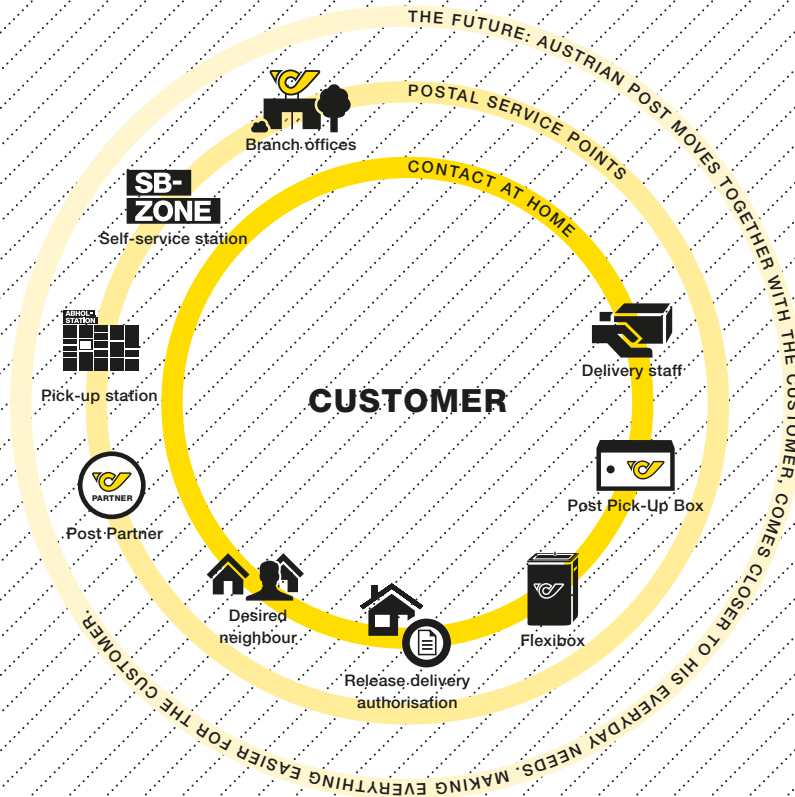 THE FUTURE: AUSTRIAN POST MOVES TOGETHER WITH THE CUSTOMER, COMES CLOSER TO HIS EVERYDAY NEEDS. MAKING EVERYTHING EASIER FOR THE CUSTOMER.
POSTAL SERVICE POINTS
CONTACT AT HOME
Branch offices
SB-
ZONE
Self-service station
ABHOL-
STATION
Pick-up station
PARTNER
Post Partner
CUSTOMER
Delivery staff
Post Pick-Up Box
Flexibox
Release delivery
authorisation
Desired
neighbour